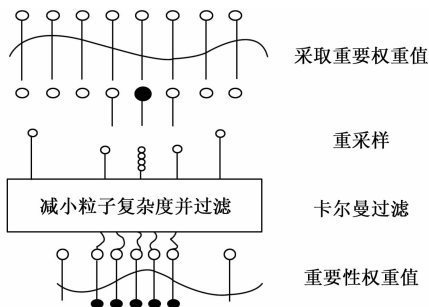 采取重要权重值
重采样
减小粒子复杂度并过滤
卡尔曼过滤
重要性权重值